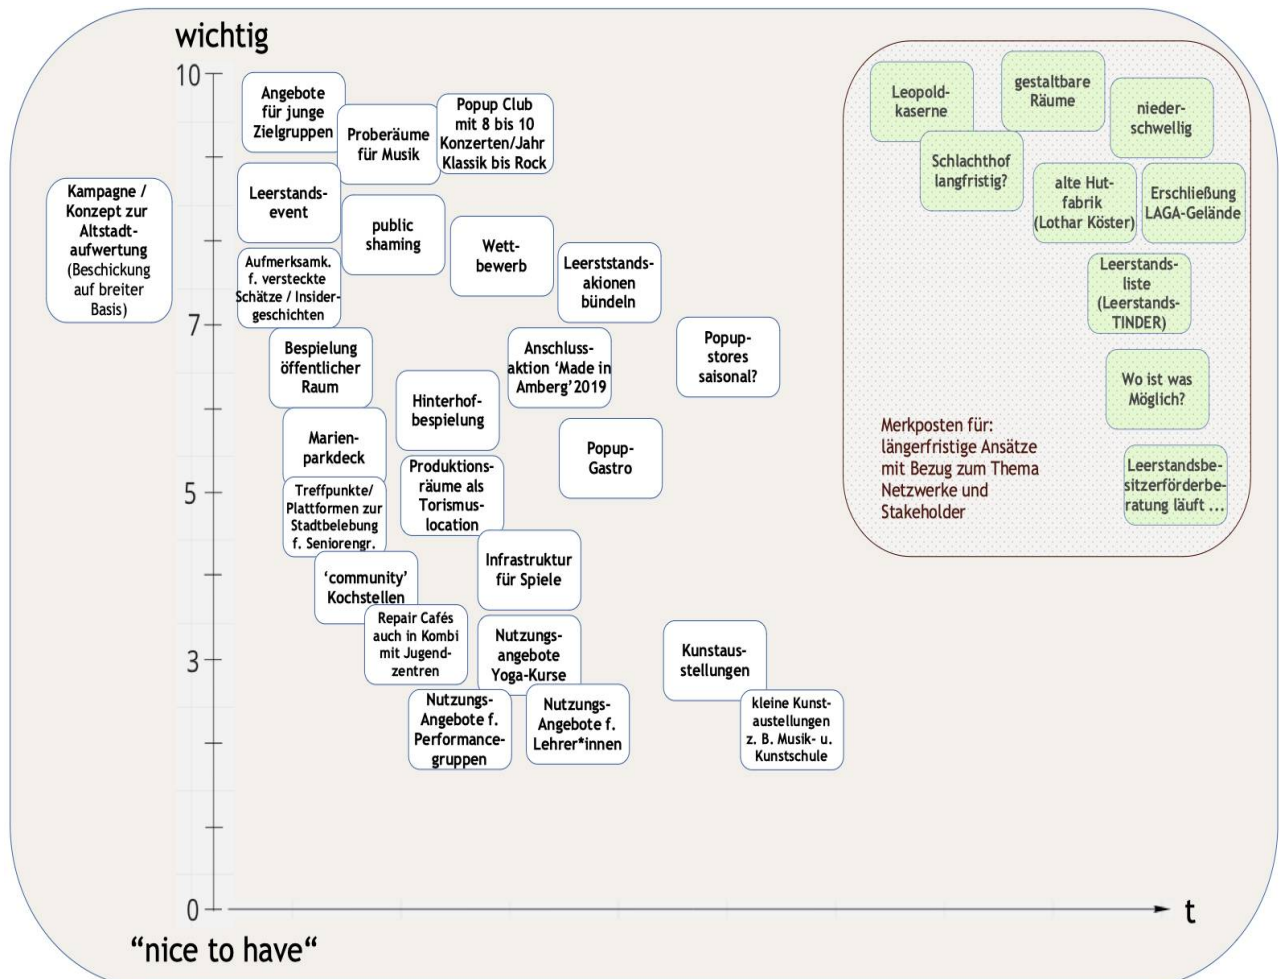 wichtig
10
7
5
3
0
t
“nice to have“
Kampagne /
Konzept zur
Altstadt-
aufwertung
(Beschickung
auf breiter
Basis)
Angebote
für junge
Zielgruppen
Proberäume
für Musik
Popup Club
mit 8 bis 10
Konzerten/Jahr
Klassik bis Rock
Leerstands-
event
public
shaming
Wett-
bewerb
Leerststands-
akionen
bündeln
Aufmerksamk.
f. versteckte
Schätze / Insider-
geschichten
Bespielung
öffentlicher
Raum
Anschluss-
aktion ‘Made in
Amberg’2019
Popup-
stores
saisonal?
Hinterhof-
bespielung
Marien-
parkdeck
Popup-
Gastro
Produktions-
räume als
Torismus-
location
Treffpunkte/
Plattformen zur
Stadtbelebung
f. Seniorengr.
Infrastruktur
für Spiele
‘community’
Kochstellen
Repair Cafés
auch in Kombi
mit Jugend-
zentren
Nutzungs-
angebote
Yoga-Kurse
Kunstaus-
stellungen
Nutzungs-
Angebote f.
Performance-
gruppen
Nutzungs-
Angebote f.
Lehrer*innen
kleine Kunst-
austellungen
z. B. Musik- u.
Kunstschule
Leopold-
kaserne
gestaltbare
Räume
nieder-
schwellig
Schlachthof
langfristig?
alte Hut-
fabrik
(Lothar Köster)
Erschließung
LAGA-Gelände
Leerstands-
liste
(Leerstands-
TINDER)
Wo ist was
Möglich?
Leerstandsbe-
sitzerförderbe-
ratung läuft ...
Merkposten für:
längerfristige Ansätze
mit Bezug zum Thema
Netzwerke und
Stakeholder